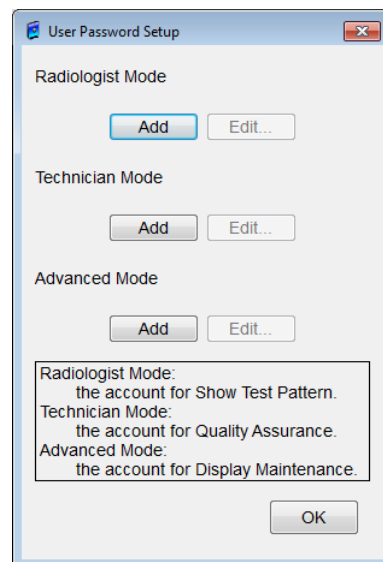 User Password Setup
Radiologist Mode
Add Edit...
Technician Mode
Add Edit...
Advanced Mode
Add Edit...
Radiologist Mode:
the account for Show Test Pattern.
Technician Mode:
the account for Quality Assurance.
Advanced Mode:
the account for Display Maintenance.
OK